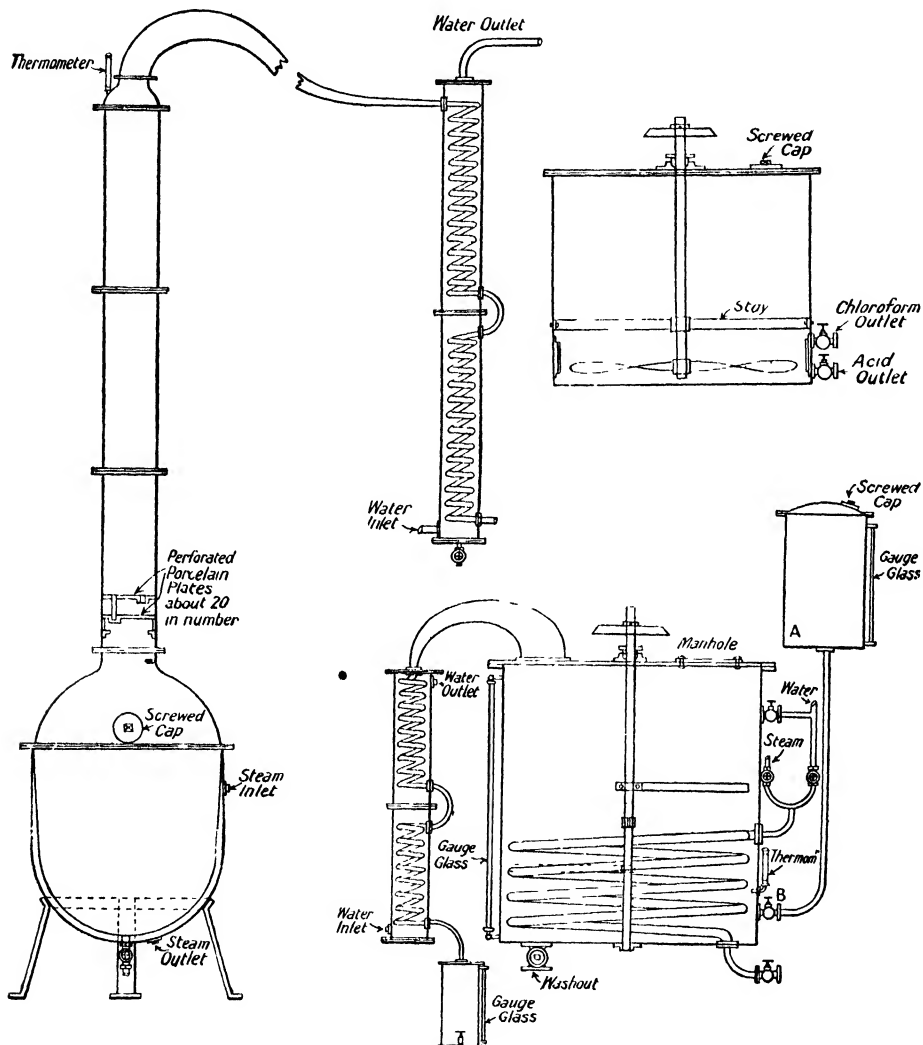 Water Outlet
Thermometer
Screwed
Cap
Stay
Chloroform
Outlet
Acid
Outlet
Water
Inlet
Perforated
Porcelain
Plates
about 20
in number
Screwed
Cap
Steam
Inlet
Steam
Outlet
Screwed
Cap
Gauge
Glass
A
Manhole
Water
Outlet
Water
Steam
Gauge
Glass
Thermomr
B
Water
Inlet
Washout
Gauge
Glass